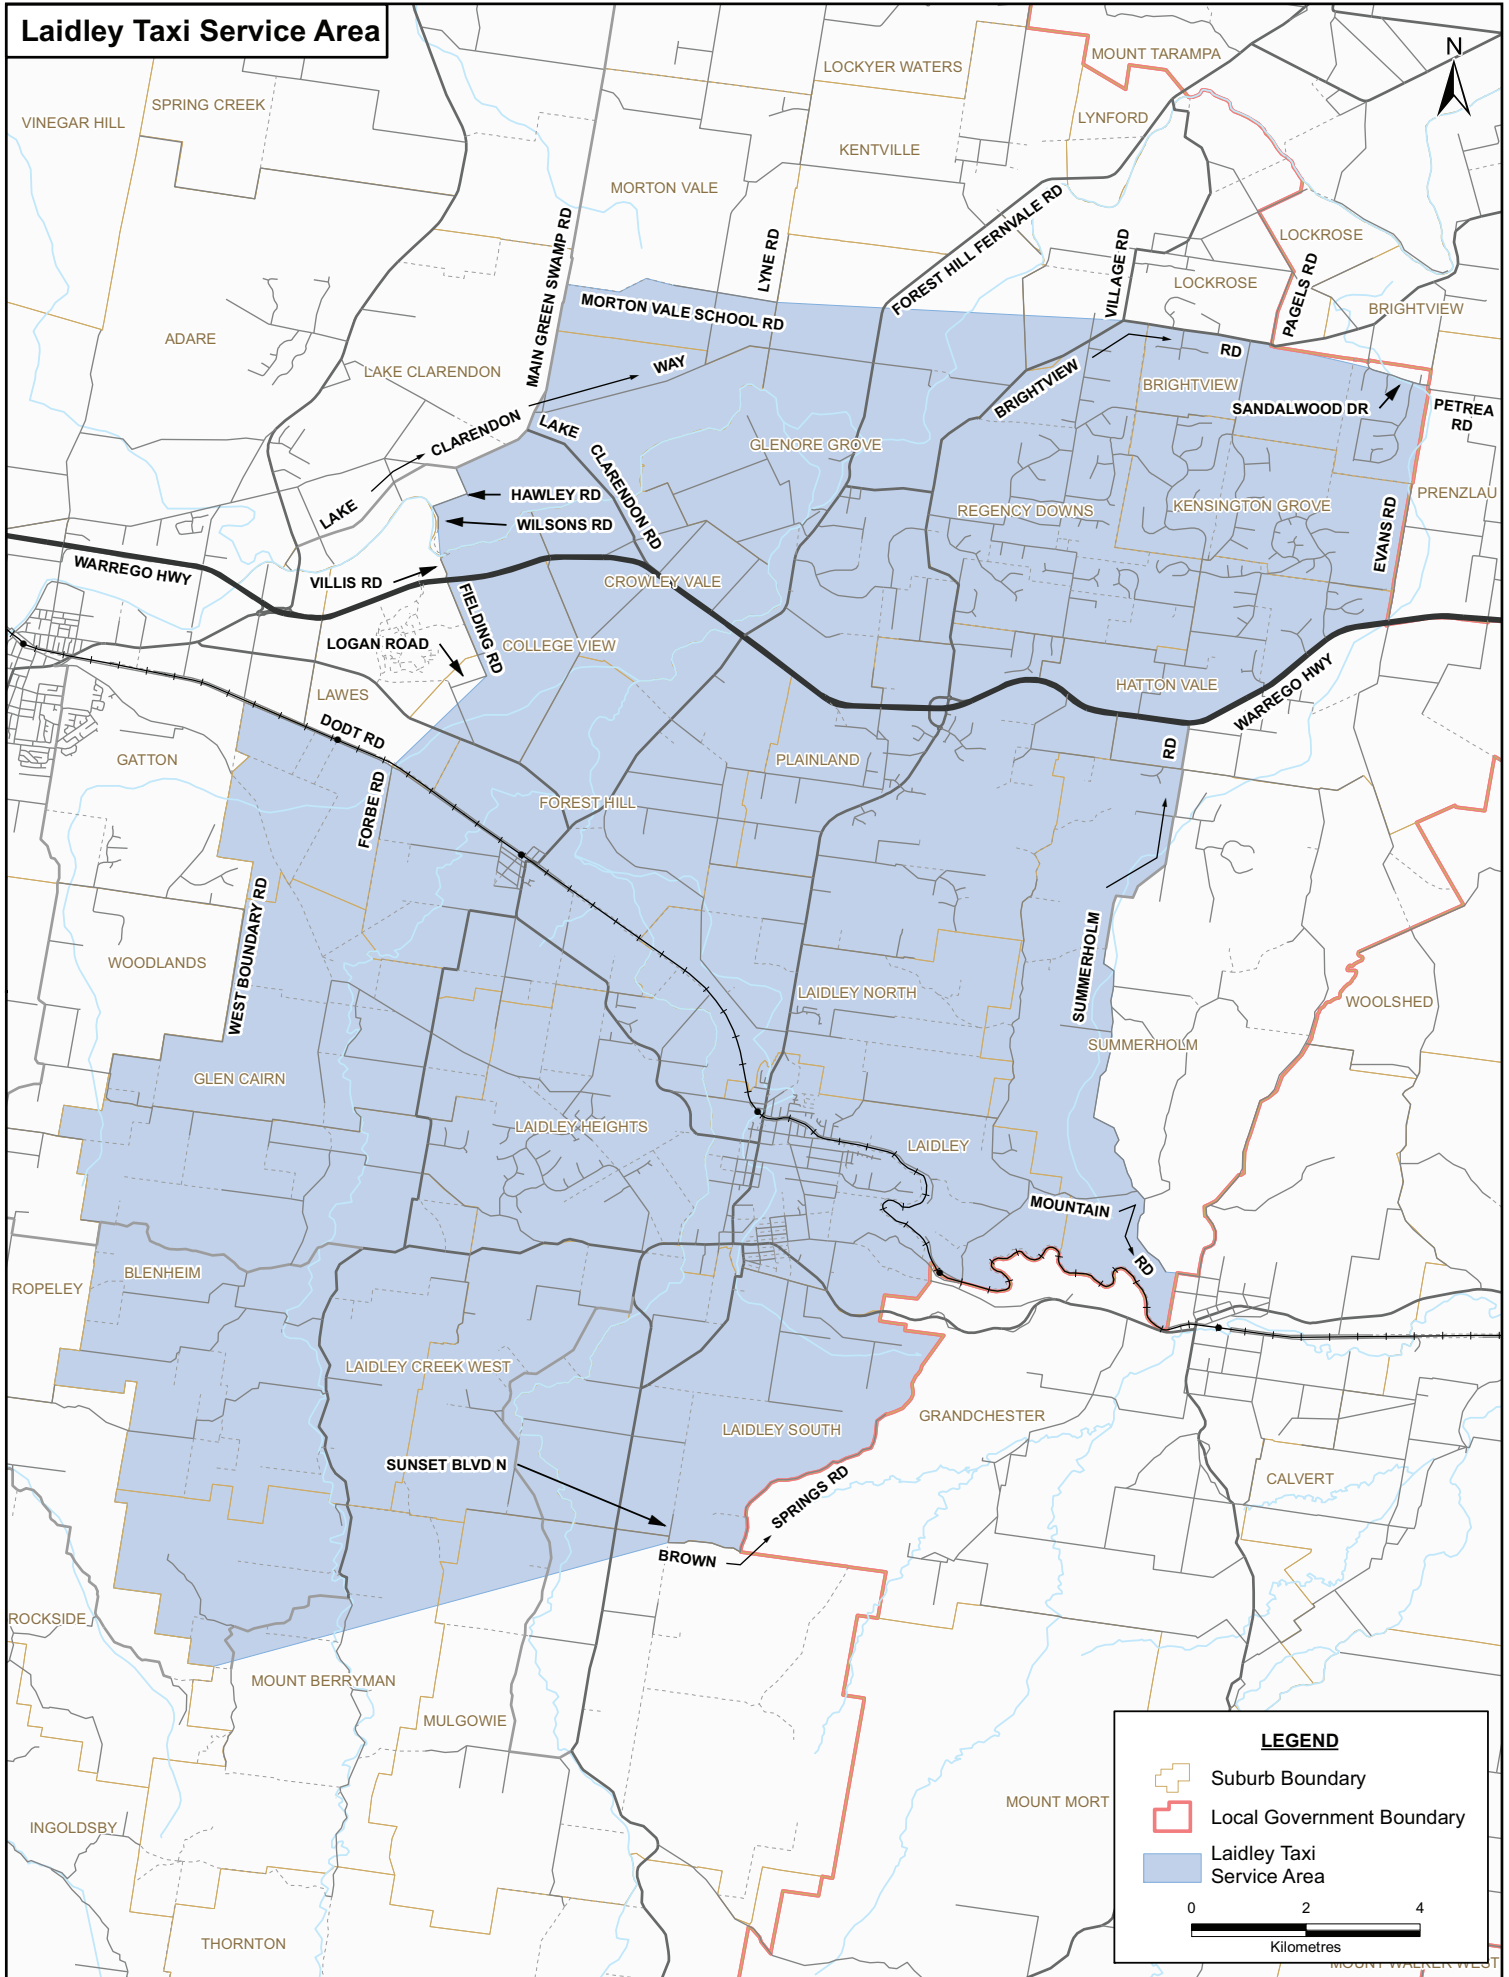 Laidley Taxi Service Area
N
MOUNT TARAMPA
LOCKYER WATERS
SPRING CREEK
VINEGAR HILL
LYNFORD
KENTVILLE
MORTON VALE
FOREST HILL FERNVALE RD
MAIN GREEN SWAMP RD
LYNE RD
VILLAGE RD
LOCKROSE
PAGELS RD
LOCKROSE
BRIGHTVIEW
MORTON VALE SCHOOL RD
ADARE
LAKE CLARENDON
WAY
RD
BRIGHTVIEW
BRIGHTVIEW
SANDALWOOD DR
PETREA
RD
CLARENDON
LAKE
CLARENDON RD
GLENORE GROVE
HAWLEY RD
LAKE
WILSONS RD
REGENCY DOWNS
KENSINGTON GROVE
PRENZLAU
EVANS RD
WARREGO HWY
VILLIS RD
FIELDING RD
CROWLEY VALE
LOGAN ROAD
COLLEGE VIEW
LAWES
HATTON VALE
WARREGO HWY
DODT RD
GATTON
FORBE RD
PLAINLAND
RD
FOREST HILL
WEST BOUNDARY RD
WOODLANDS
SUMMERHOLM
LAIDLEY NORTH
WOOLSHED
SUMMERHOLM
GLEN CAIRN
LAIDLEY HEIGHTS
LAIDLEY
MOUNTAIN
RD
BLENHEIM
ROPELEY
LAIDLEY CREEK WEST
GRANDCHESTER
LAIDLEY SOUTH
SUNSET BLVD N
CALVERT
SPRINGS RD
BROWN
ROCKSIDE
MOUNT BERRYMAN
MULGOWIE
MOUNT MORT
INGOLDSBY
THORNTON
LEGEND
Suburb Boundary
Local Government Boundary
Laidley Taxi
Service Area
0 2 4
Kilometres
MOUNT WALKER WEST